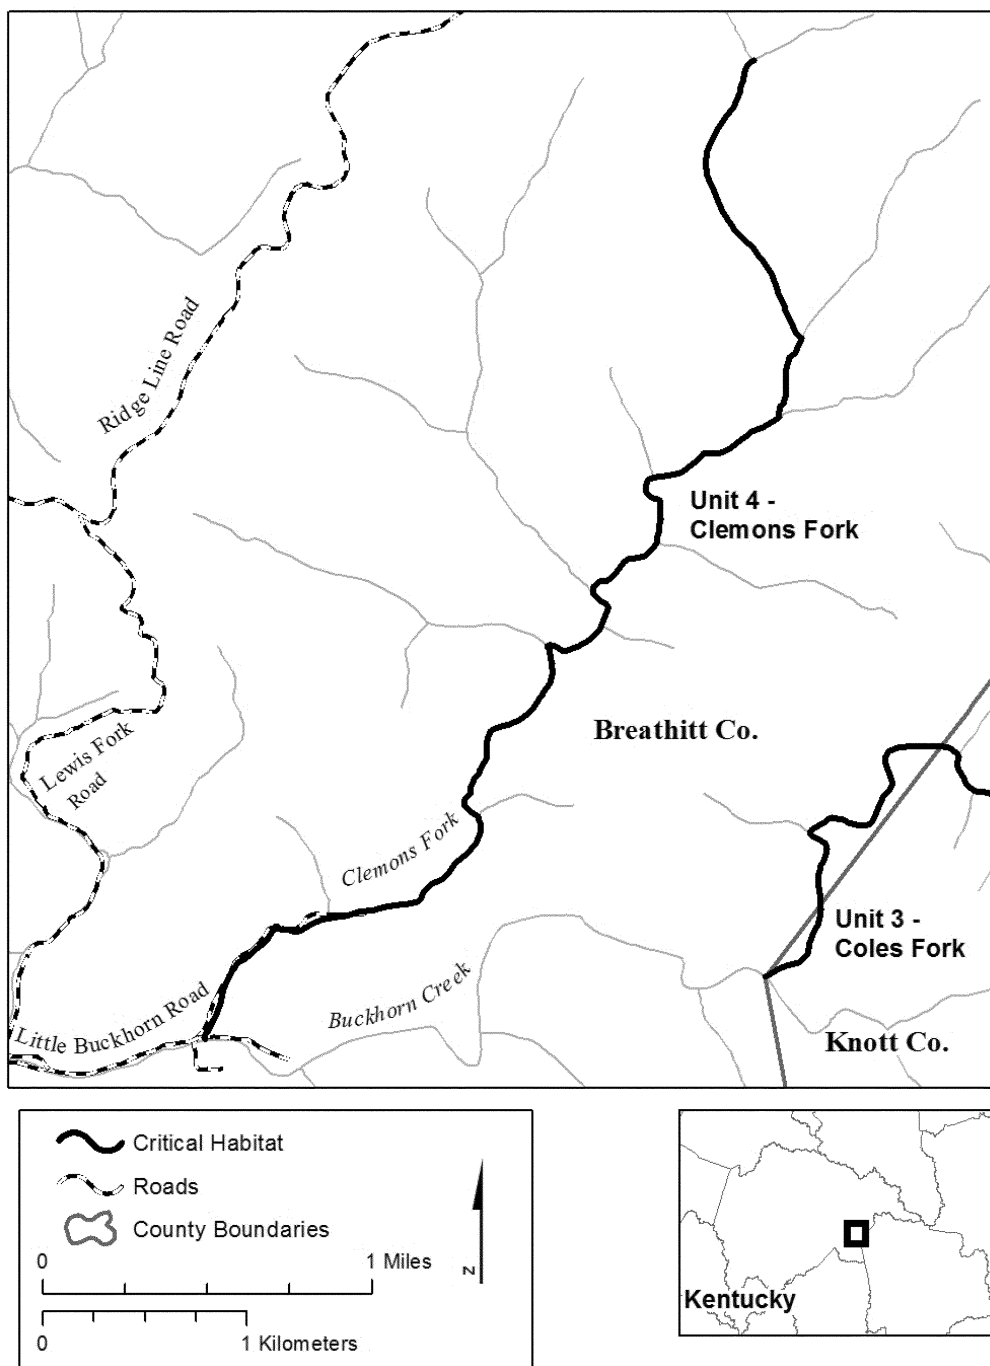 Ridge Line Road
Unit 4 -
Clemons Fork
Breathitt Co.
Lewis Fork
Road
Clemons Fork
Unit 3 -
Coles Fork
Buckhorn Creek
Little Buckhorn Road
Knott Co.
Critical Habitat
Roads
County Boundaries
0 1 Miles
0 1 Kilometers
N
Kentucky